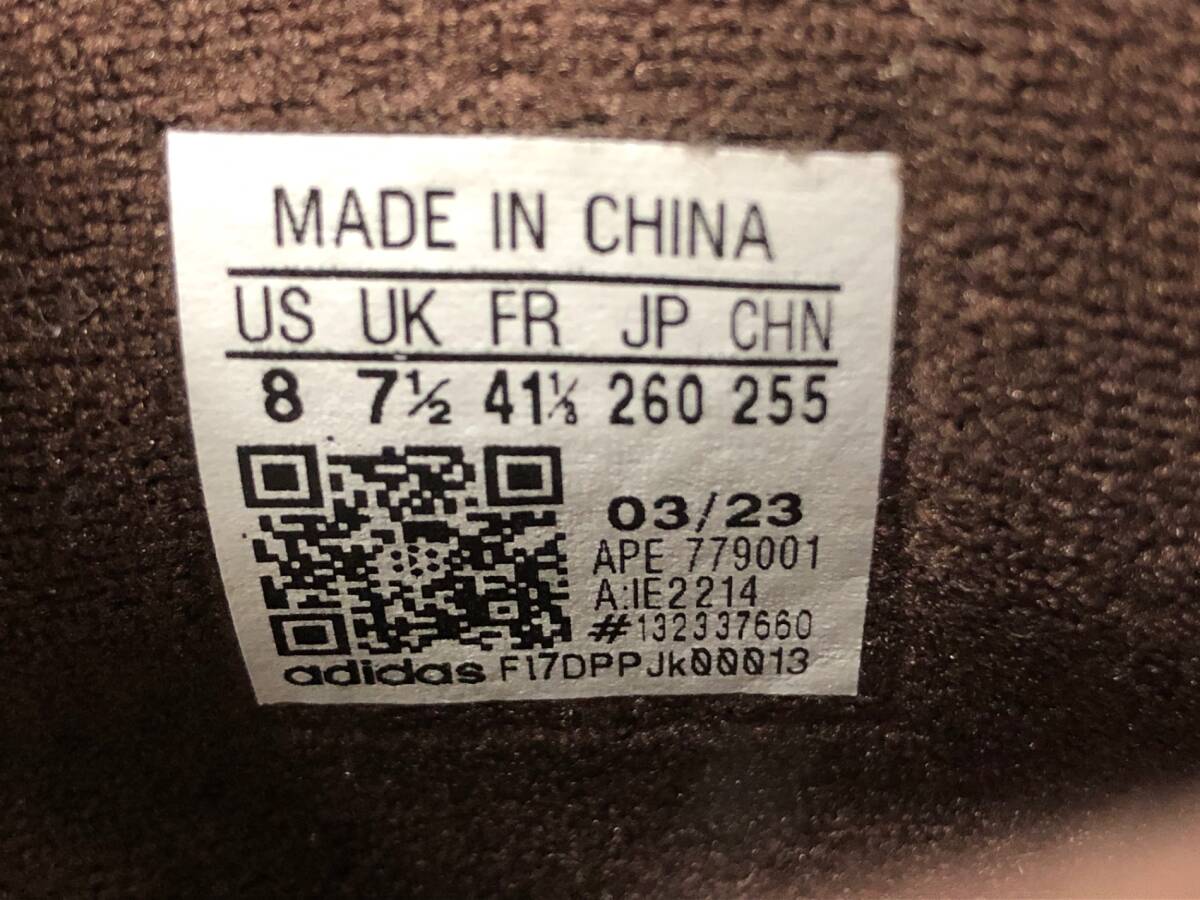 MADE IN CHINA
US UK FR JP CHN
8 7½ 41⅓ 260 255
03/23
APE 779001
A:IE2214
#132337660
adidas F17DPPJk00013